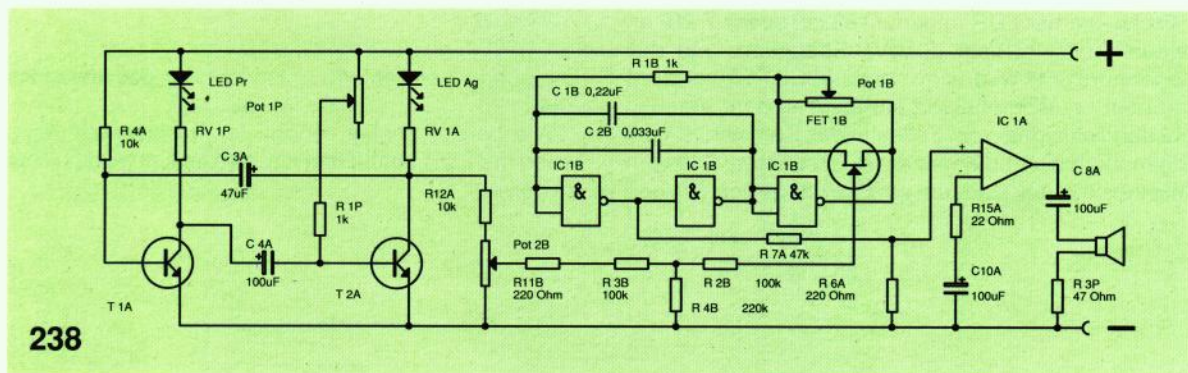 +
R 1B 1k
Pot 1B
LED Pr
LED Ag
C 1B 0,22uF
FET 1B
IC 1A
Pot 1P
R 4A
10k
RV 1P
RV 1A
C 2B 0,033uF
C 3A
+
47uF
IC 1B
IC 1B
IC 1B
+
C 8A
+
100uF
&
&
&
R12A
10k
R 1P
1k
R15A
22 Ohm
C 4A
+
100uF
Pot 2B
R 7A 47k
T 1A
T 2A
R11B
220 Ohm
R 3B
100k
R 2B
100k
R 6A
220 Ohm
C10A
+
100uF
R 3P
47 Ohm
R 4B
220k
238
−